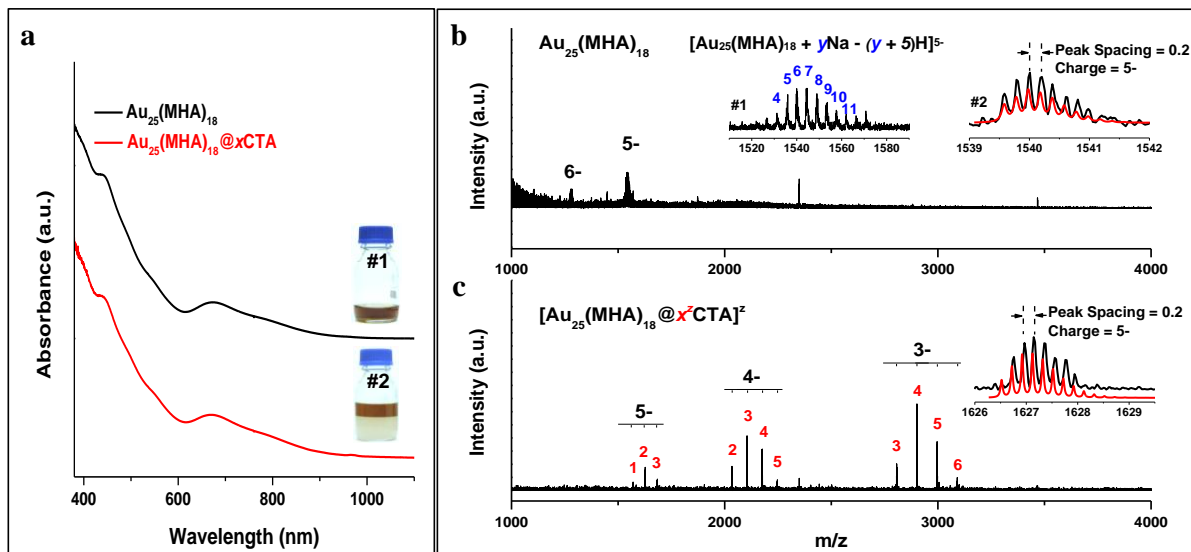 a
Au25(MHA)18
Au25(MHA)18@xCTA
#1
#2
Absorbance (a.u.)
400 600 800 1000
Wavelength (nm)
b
Au25(MHA)18
[Au25(MHA)18 + yNa - (y + 5)H]5-
Peak Spacing = 0.2
Charge = 5-
#1
4 5 6 7 8 9 10 11
1520 1540 1560 1580
#2
1539 1540 1541 1542
6-
5-
Intensity (a.u.)
1000 2000 3000 4000
c
[Au25(MHA)18@xzCTA]z
Peak Spacing = 0.2
Charge = 5-
1626 1627 1628 1629
5-
1 2 3
4-
2 3 4 5
3-
3 4 5 6
Intensity (a.u.)
1000 2000 3000 4000
m/z